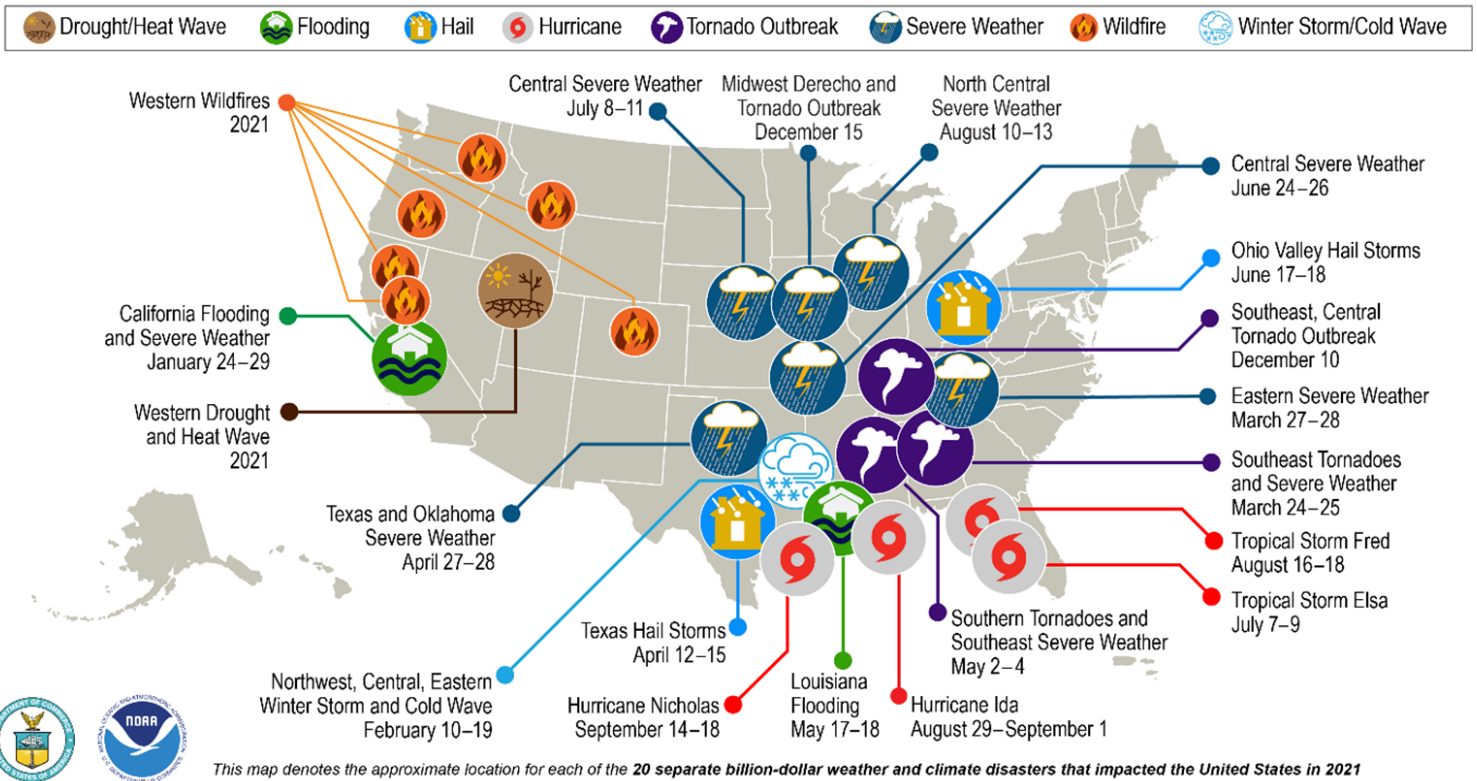 Drought/Heat Wave
Flooding
Hail
Hurricane
Tornado Outbreak
Severe Weather
Wildfire
Winter Storm/Cold Wave
Western Wildfires
2021
Central Severe Weather
July 8–11
Midwest Derecho and
Tornado Outbreak
December 15
North Central
Severe Weather
August 10–13
Central Severe Weather
June 24–26
Ohio Valley Hail Storms
June 17–18
California Flooding
and Severe Weather
January 24–29
Southeast, Central
Tornado Outbreak
December 10
Western Drought
and Heat Wave
2021
Eastern Severe Weather
March 27–28
Southeast Tornadoes
and Severe Weather
March 24–25
Texas and Oklahoma
Severe Weather
April 27–28
Tropical Storm Fred
August 16–18
Tropical Storm Elsa
July 7–9
Texas Hail Storms
April 12–15
Southern Tornadoes and
Southeast Severe Weather
May 2–4
Northwest, Central, Eastern
Winter Storm and Cold Wave
February 10–19
Hurricane Nicholas
September 14–18
Louisiana
Flooding
May 17–18
Hurricane Ida
August 29–September 1
NOAA
This map denotes the approximate location for each of the 20 separate billion-dollar weather and climate disasters that impacted the United States in 2021